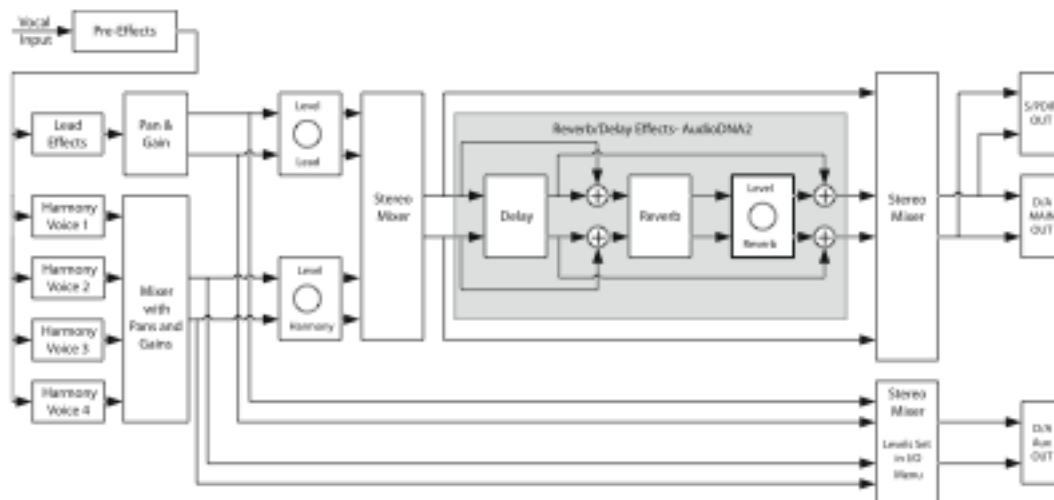 Vocal
Input
Pre-Effects
Lead
Effects
Pan &
Gain
Level
Lead
Harmony
Voice 1
Harmony
Voice 2
Harmony
Voice 3
Harmony
Voice 4
Mixer
with
Pans and
Gains
Level
Harmony
Stereo
Mixer
Reverb/Delay Effects- AudioDNA2
Delay
Reverb
Level
Reverb
Stereo
Mixer
Stereo
Mixer
Levels Set
in I/O
Menu
S/PDIF
OUT
D/A
MAIN
OUT
D/A
Aux
OUT